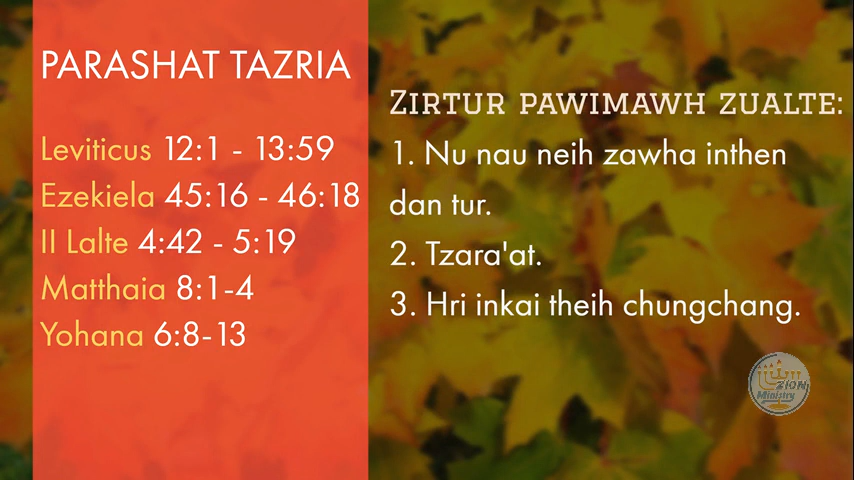 PARASHAT TAZRIA
Leviticus 12:1 - 13:59
Ezekiela 45:16 - 46:18
II Lalte 4:42 - 5:19
Matthaia 8:1-4
Yohana 6:8-13
Zirtur pawimawh zualte:
1. Nu nau neih zawha inthen
dan tur.
2. Tzara'at.
3. Hri inkai theih chungchang.
ZION
Ministry